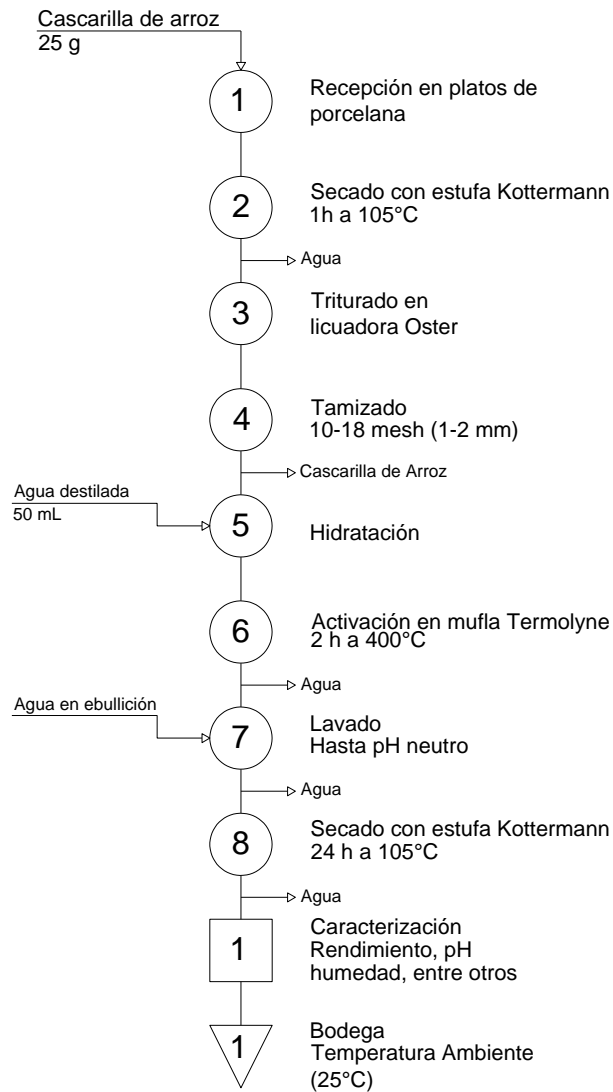 Cascarilla de arroz
25 g
1
Recepción en platos de
porcelana
2
Secado con estufa Kottermann
1h a 105°C
Agua
3
Triturado en
licuadora Oster
4
Tamizado
10-18 mesh (1-2 mm)
Cascarilla de Arroz
Agua destilada
50 mL
5
Hidratación
6
Activación en mufla Termolyne
2 h a 400°C
Agua
Agua en ebullición
7
Lavado
Hasta pH neutro
Agua
8
Secado con estufa Kottermann
24 h a 105°C
Agua
1
Caracterización
Rendimiento, pH
humedad, entre otros
1
Bodega
Temperatura Ambiente
(25°C)